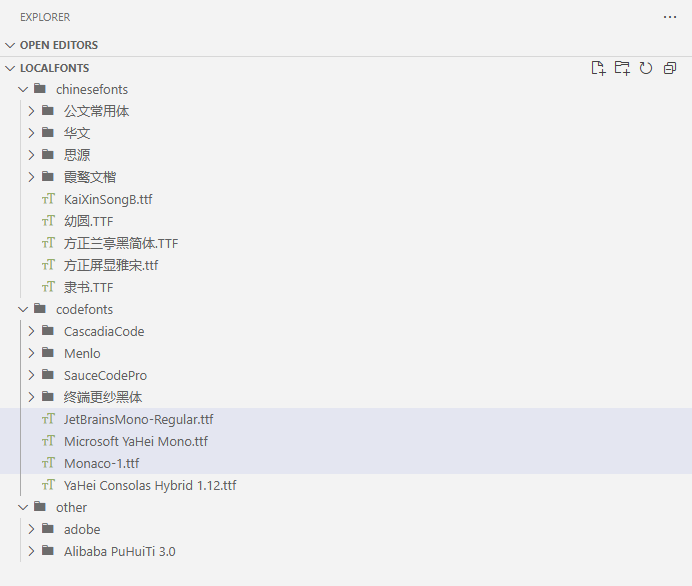 EXPLORER
OPEN EDITORS
LOCALFONTS
chinesefonts
公文常用体
华文
思源
霞鹜文楷
KaiXinSongB.ttf
幼圆.TTF
方正兰亭黑简体.TTF
方正屏显雅宋.ttf
隶书.TTF
codefonts
CascadiaCode
Menlo
SauceCodePro
终端更纱黑体
JetBrainsMono-Regular.ttf
Microsoft YaHei Mono.ttf
Monaco-1.ttf
YaHei Consolas Hybrid 1.12.ttf
other
adobe
Alibaba PuHuiTi 3.0